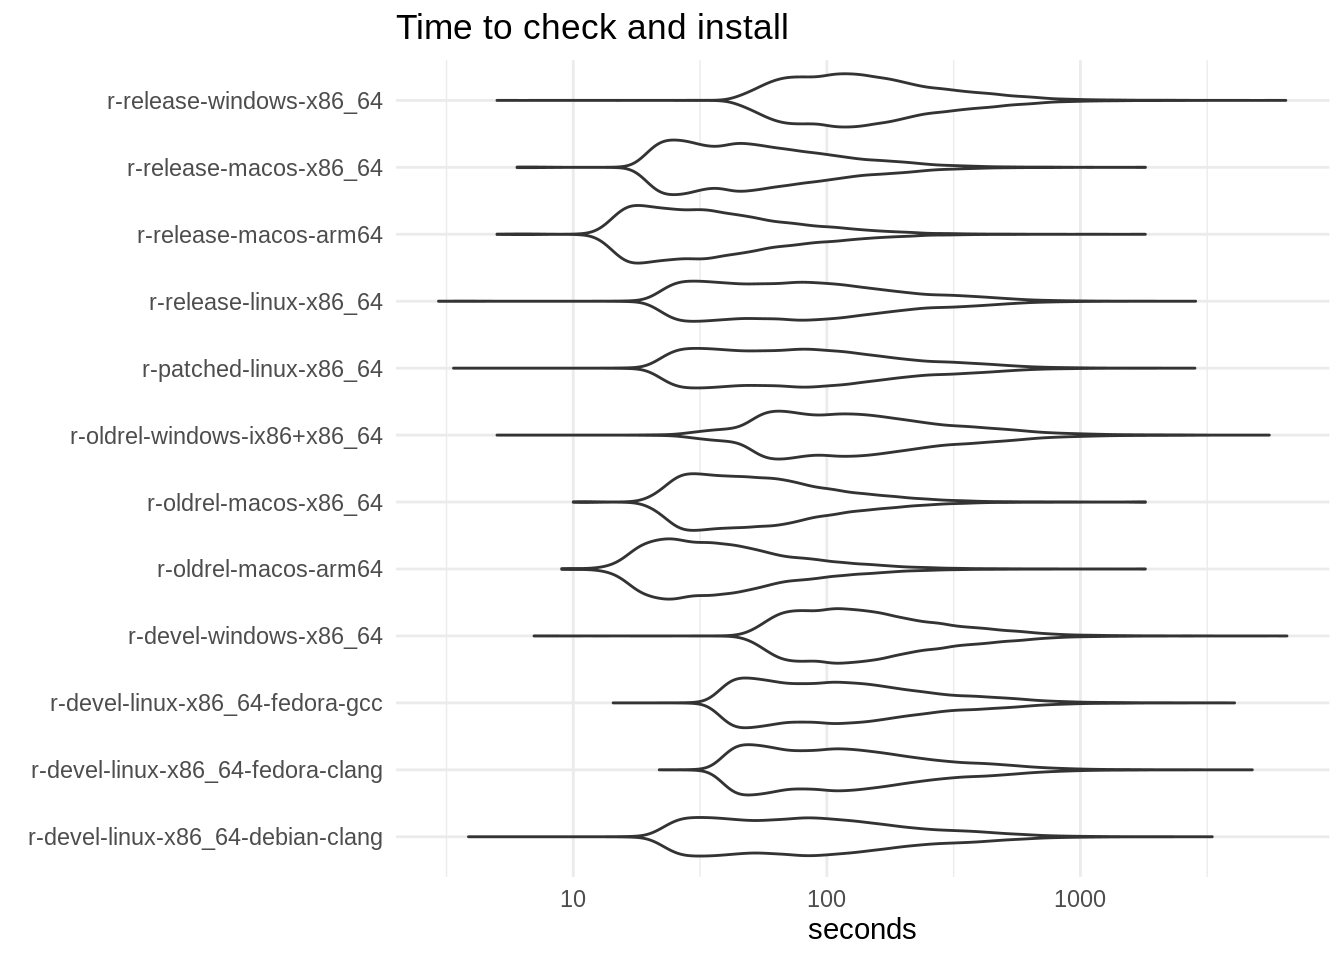 Time to check and install
r-release-windows-x86_64
r-release-macos-x86_64
r-release-macos-arm64
r-release-linux-x86_64
r-patched-linux-x86_64
r-oldrel-windows-ix86+x86_64
r-oldrel-macos-x86_64
r-oldrel-macos-arm64
r-devel-windows-x86_64
r-devel-linux-x86_64-fedora-gcc
r-devel-linux-x86_64-fedora-clang
r-devel-linux-x86_64-debian-clang
10 100 1000
seconds